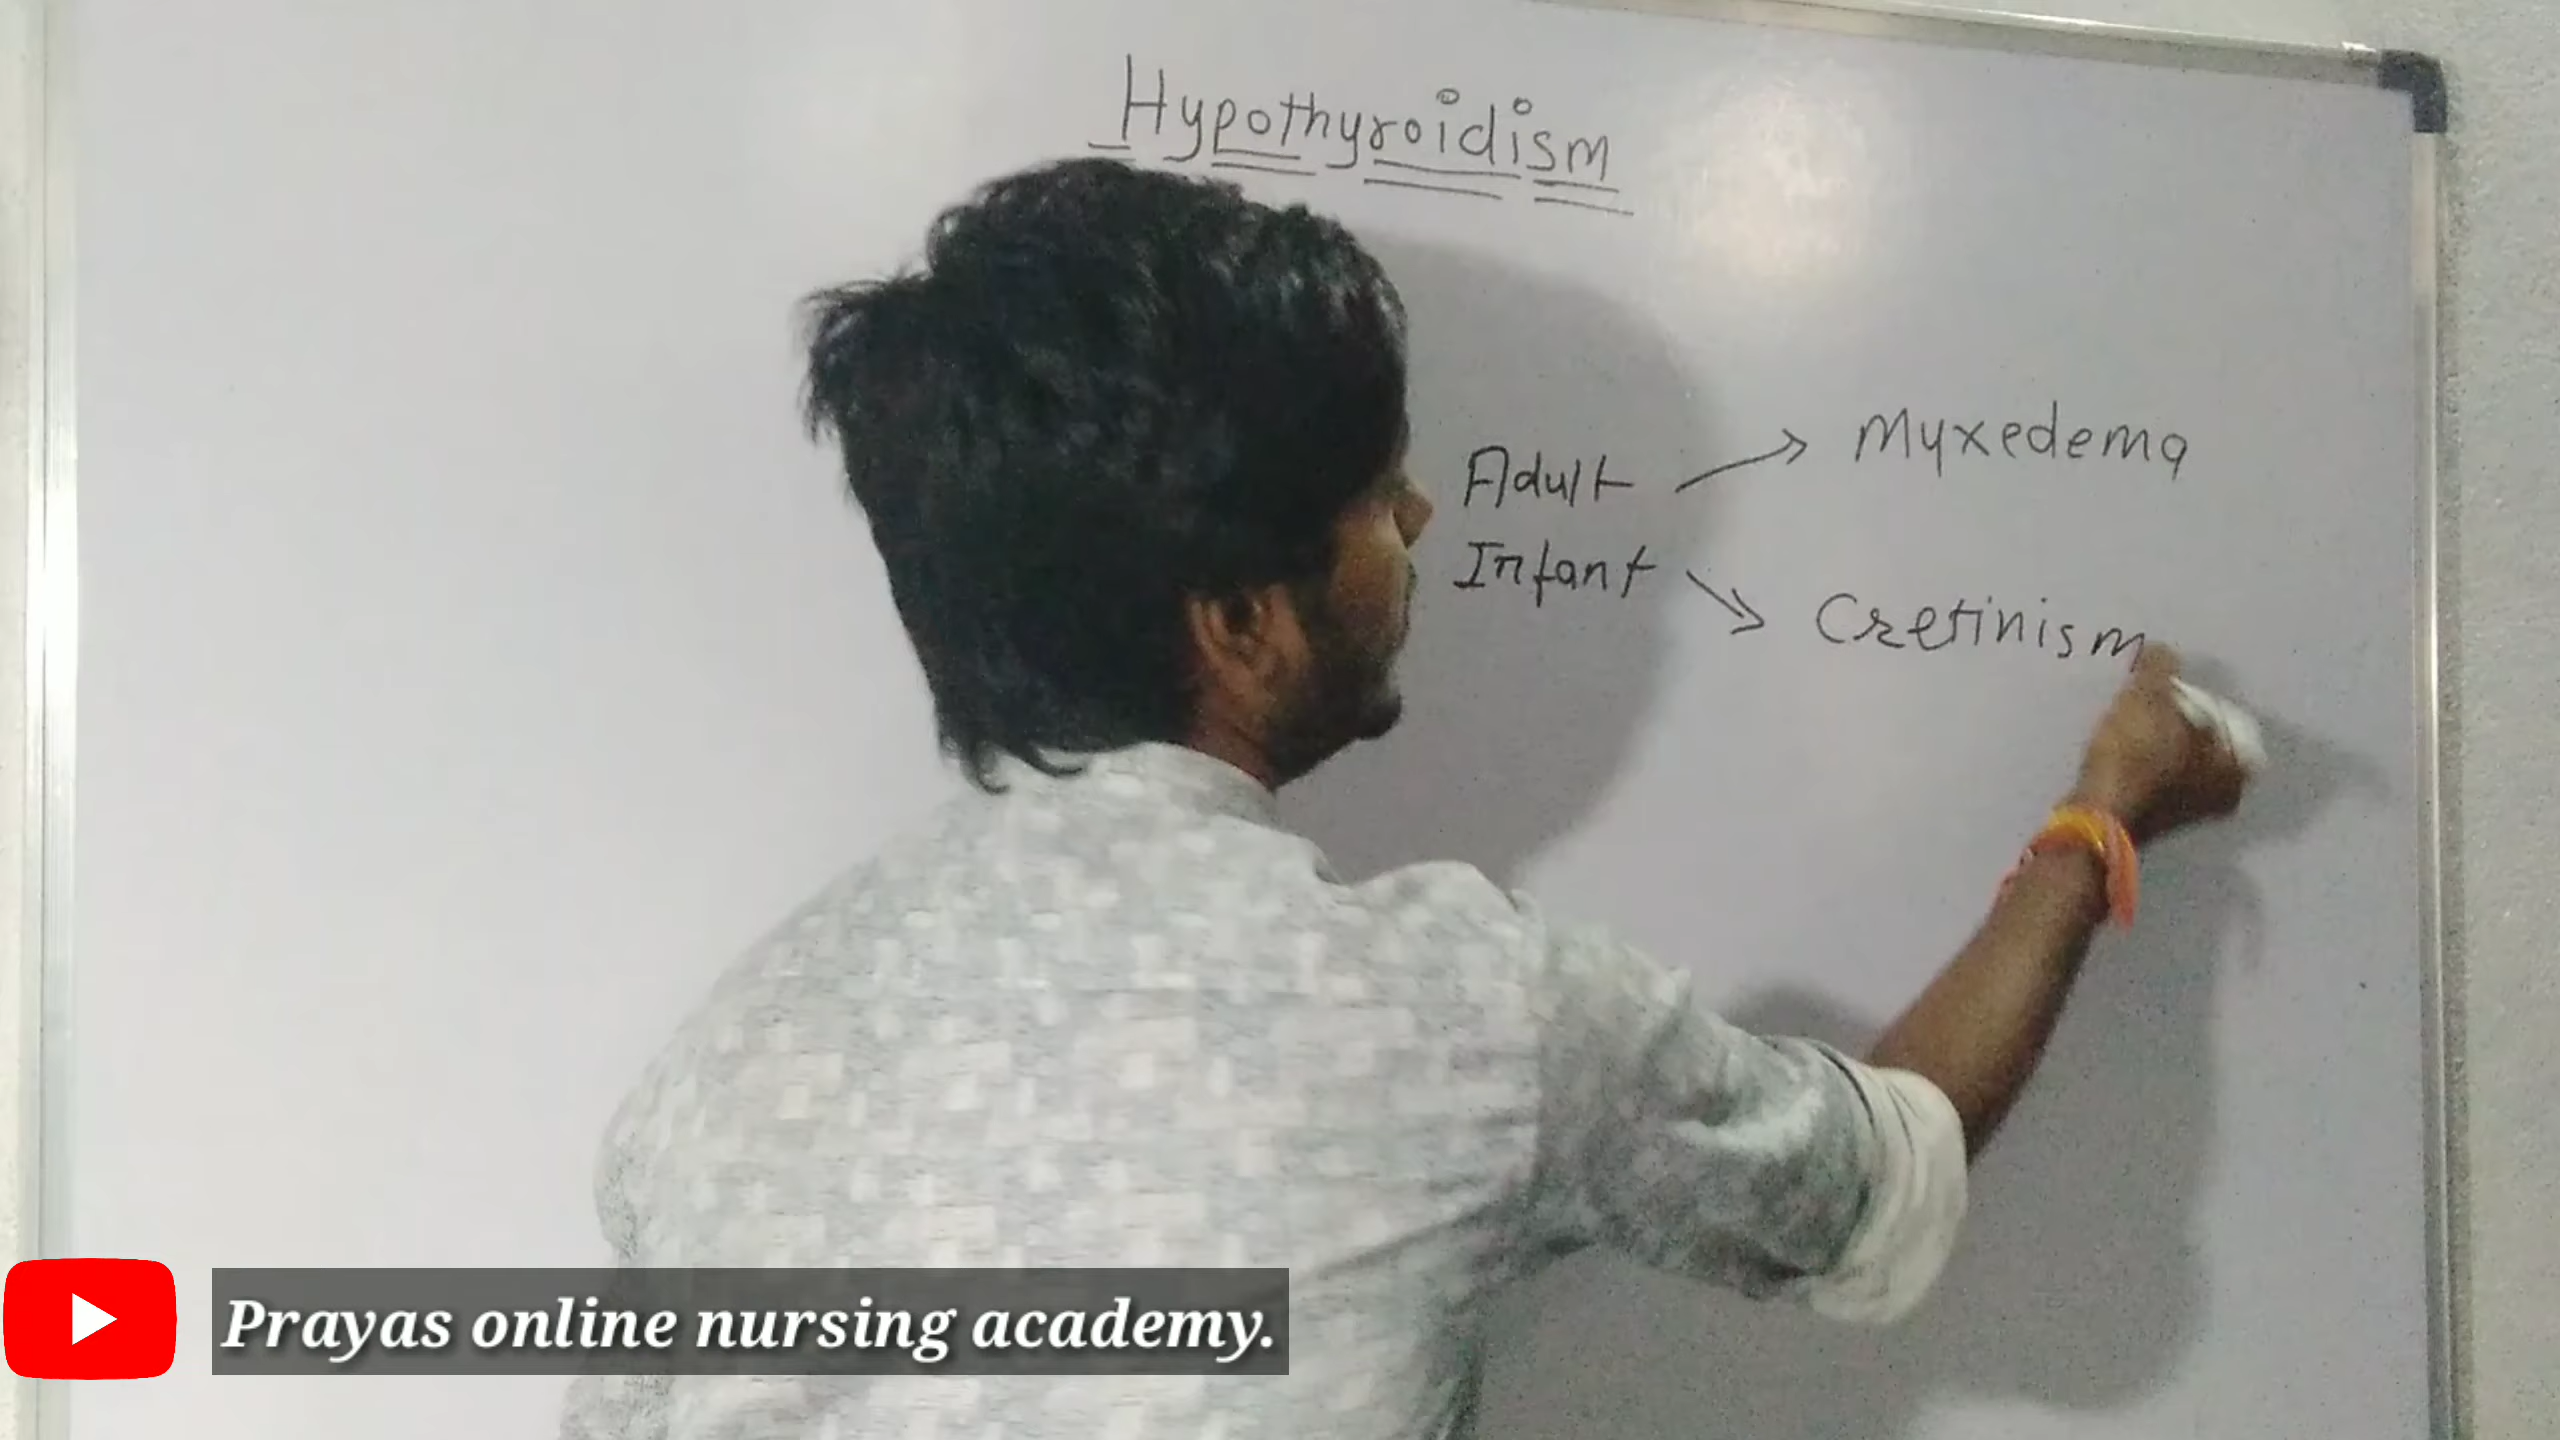 Hypothyroidism
Adult → Myxedema
Infant → Cretinism
Prayas online nursing academy.